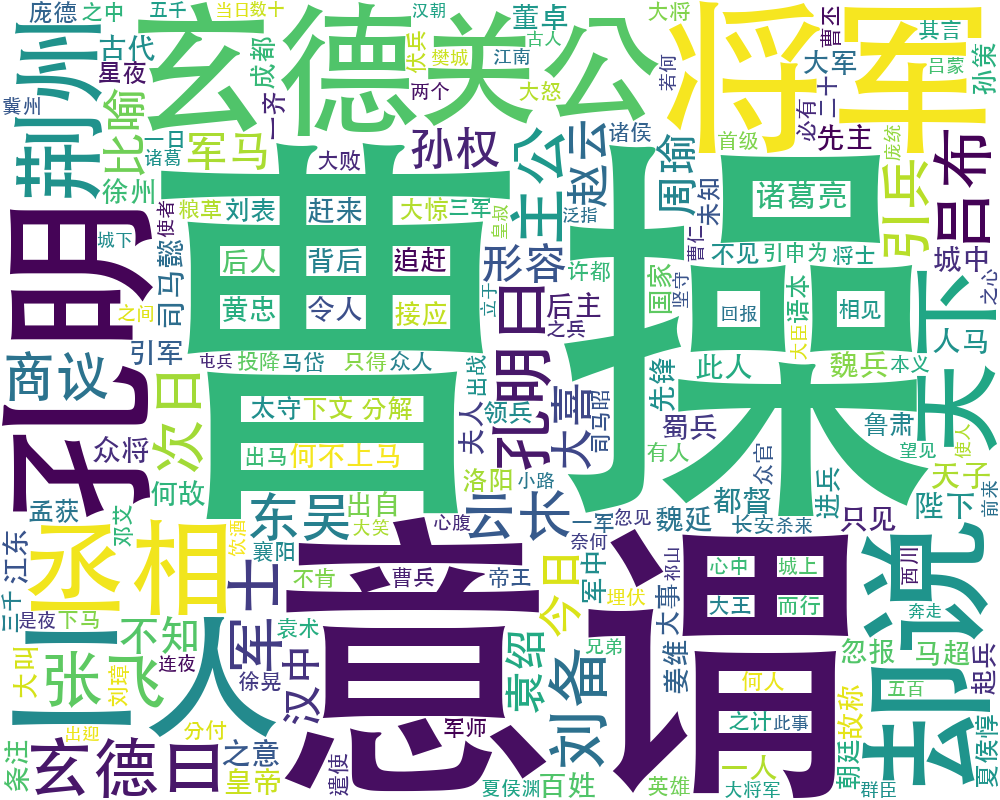 庞德
之中
五千
当日
数十
汉朝
董卓
大将
曹丕
其言
玄德
关公
将军
荆州
古代
星夜
成都
伏兵
樊城
古人
江南
两个
大怒
若何
大军
必有
二十
吕蒙
孙策
冀州
比喻
一日
诸葛
一齐
军马
大败
孙权
主公
赵云
诸侯
周瑜
首级
先主
庞统
吕布
徐州
粮草
使者
刘表
赶来
大惊
三军
皇叔
泛指
未知
诸葛亮
引兵
曹操
孔明
城下
后人
背后
追赶
形容
许都
曹仁
不见
引申为
将士
城中
之心
司马懿
之间
黄忠
令人
接应
立于
曰
后主
之兵
国家
坚守
回报
语本
相见
天下
人马
引军
屯兵
投降
马岱
只得
众人
出战
孔明曰
大喜
司马昭
先锋
此人
大臣
魏兵
本义
商议
次日
众将
太守
下文
分解
领兵
夫人
蜀兵
鲁肃
望见
使人
出马
何不上马
有人
众官
天子
前来
孟获
邓艾
何故
洛阳
小路
都督
进兵
陛下
东吴
出自
云长
一军
忽见
魏延
长安
杀来
只见
饮酒
大笑
心腹
奈何
丞相
襄阳
军士
意谓
江东
三千
不肯
曹兵
帝王
今日
军中
埋伏
祁山
大事
心中
城上
大王
而行
西川
却说
奔走
是夜
下马
不知
二人
袁术
汉中
袁绍
刘备
兄弟
姜维
何人
忽报
马超
起兵
大叫
张飞
刘璋
连夜
徐晃
军师
之计
此事
故称
五百
条注
出迎
玄德曰
分付
之意
皇帝
遣使
夏侯渊
百姓
英雄
一人
大将军
朝廷
群臣
夏侯惇